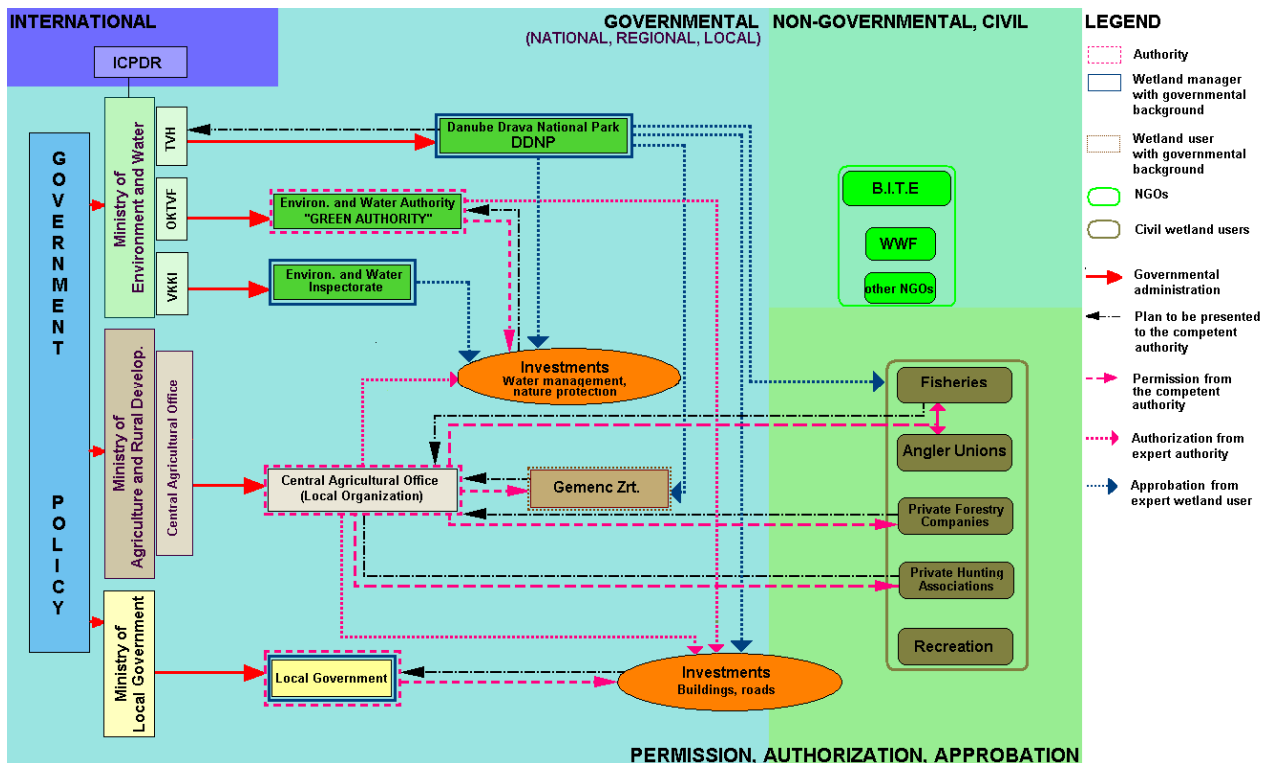 INTERNATIONAL
GOVERNMENTAL
(NATIONAL, REGIONAL, LOCAL)
NON-GOVERNMENTAL, CIVIL
ICPDR
GOVERNMENT
POLICY
Ministry of
Environment and Water
TVH
OKTVF
VKKI
Danube Drava National Park
DDNP
Environ. and Water Authority
"GREEN AUTHORITY"
Environ. and Water
Inspectorate
Investments
Water management,
nature protection
Ministry of
Agriculture and Rural Develop.
Central Agricultural Office
Central Agricultural Office
(Local Organization)
Gemenc Zrt.
Ministry of
Local Government
Local Government
Investments
Buildings, roads
B.I.T.E
WWF
other NGOs
Fisheries
Angler Unions
Private Forestry
Companies
Private Hunting
Associations
Recreation
PERMISSION, AUTHORIZATION, APPROBATION
LEGEND
Authority
Wetland manager
with governmental
background
Wetland user
with governmental
background
NGOs
Civil wetland users
Governmental
administration
Plan to be presented
to the competent
authority
Permission from
the competent
authority
Authorization from
expert authority
Approbation from
expert wetland user